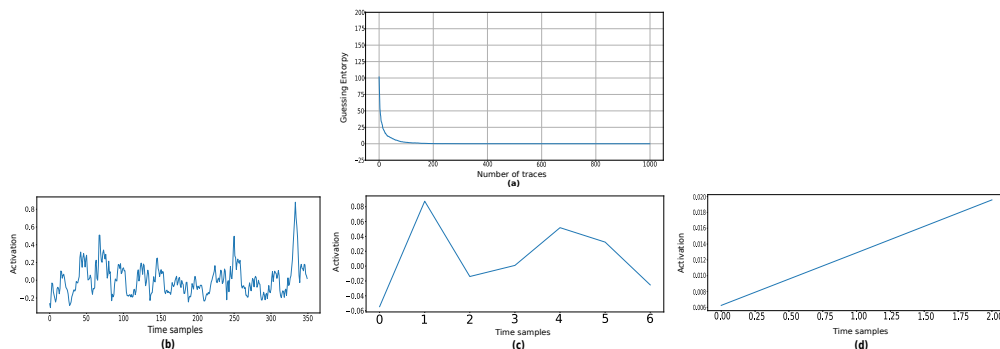 200
175
150
125
100
75
50
25
0
−25
Guessing Entorpy
0 200 400 600 800 1000
Number of traces
(a)
0.8
0.6
0.4
0.2
0.0
−0.2
Activation
0 50 100 150 200 250 300 350
Time samples
(b)
0.08
0.06
0.04
0.02
0.00
−0.02
−0.04
−0.06
Activation
0 1 2 3 4 5 6
Time samples
(c)
0.020
0.018
0.016
0.014
0.012
0.010
0.008
0.006
Activation
0.00 0.25 0.50 0.75 1.00 1.25 1.50 1.75 2.00
Time samples
(d)